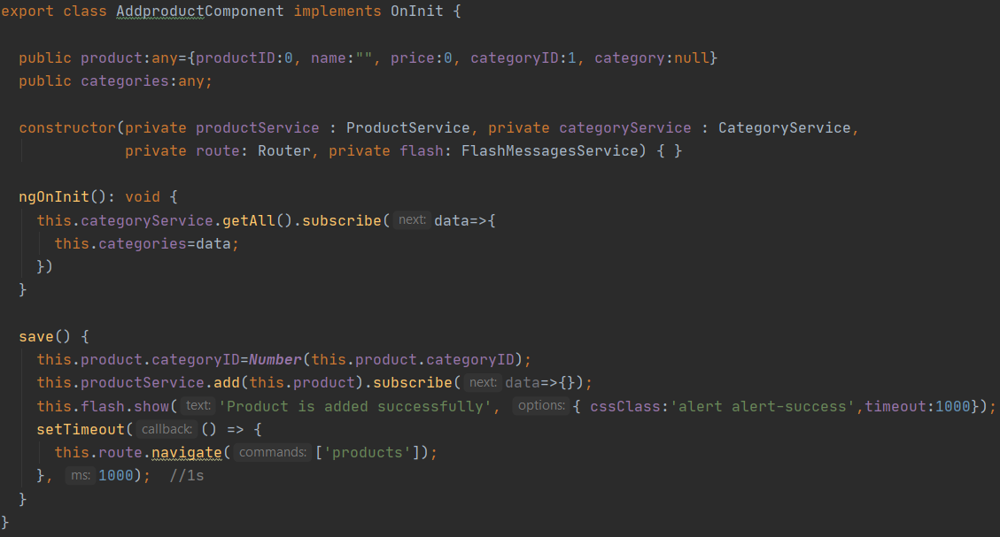 export class AddproductComponent implements OnInit {
public product:any={productID:0, name:"", price:0, categoryID:1, category:null}
public categories:any;
constructor(private productService : ProductService, private categoryService : CategoryService,
private route: Router, private flash: FlashMessagesService) { }
ngOnInit(): void {
this.categoryService.getAll().subscribe( next: data=>{
this.categories=data;
})
}
save() {
this.product.categoryID=Number(this.product.categoryID);
this.productService.add(this.product).subscribe( next: data=>{});
this.flash.show( text: 'Product is added successfully', options: { cssClass:'alert alert-success',timeout:1000});
setTimeout( callback: () => {
this.route.navigate( commands: ['products']);
}, ms: 1000); //1s
}
}